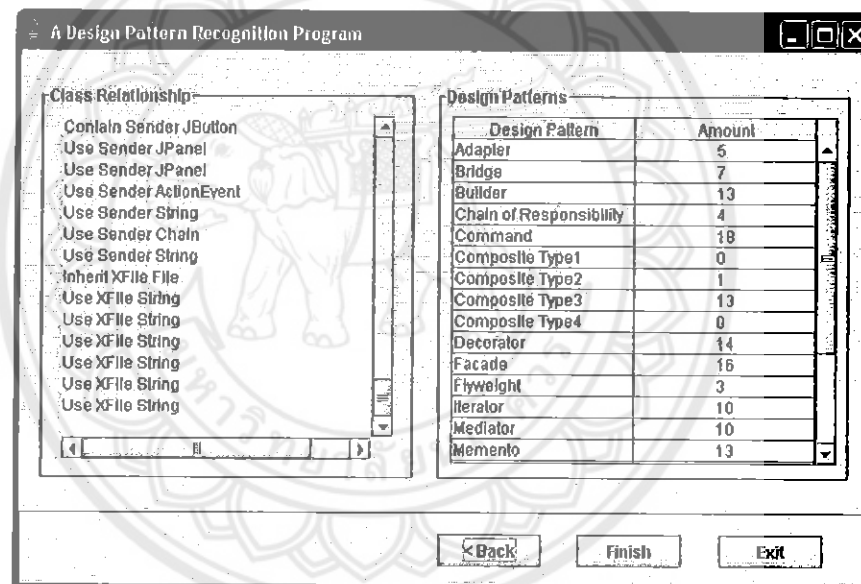 A Design Pattern Recognition Program
Class Relationship
Contain Sender JButton
Use Sender JPanel
Use Sender JPanel
Use Sender ActionEvent
Use Sender String
Use Sender Chain
Use Sender String
Inherit XFile File
Use XFile String
Use XFile String
Use XFile String
Use XFile String
Use XFile String
Use XFile String
Design Patterns
Design Pattern Amount
Adapter 5
Bridge 7
Builder 13
Chain of Responsibility 4
Command 18
Composite Type1 0
Composite Type2 1
Composite Type3 13
Composite Type4 0
Decorator 14
Facade 16
Flyweight 3
Iterator 10
Mediator 10
Memento 13
< Back Finish Exit